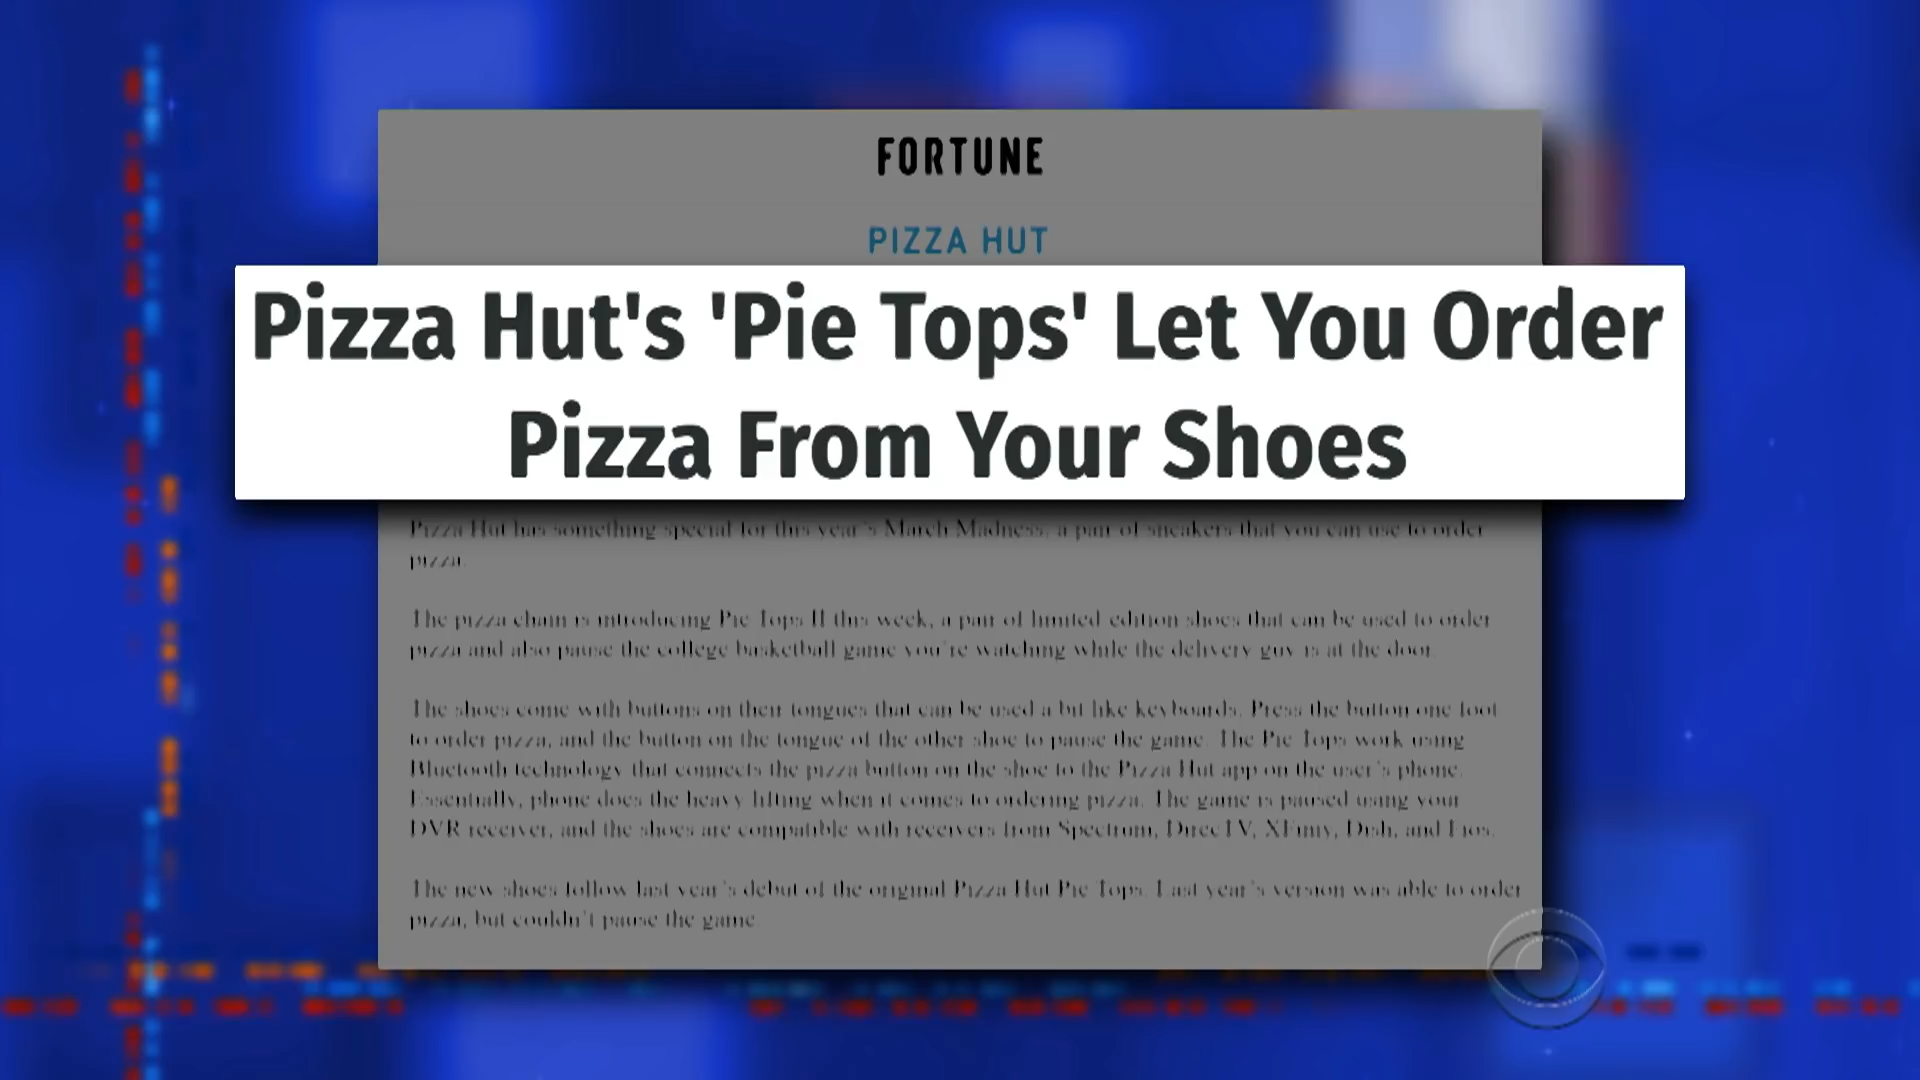 FORTUNE
PIZZA HUT
Pizza Hut's 'Pie Tops' Let You Order
Pizza From Your Shoes
Pizza Hut has something special for this year's March Madness, a pair of sneakers that you can use to order
pizza.
The pizza chain is introducing Pie Tops II this week, a pair of limited edition shoes that can be used to order
pizza and also pause the college basketball game you're watching while the delivery guy is at the door.
The shoes come with buttons on their tongues that can be used a bit like keyboards. Press the button one foot
to order pizza, and the button on the tongue of the other shoe to pause the game. The Pie Tops work using
Bluetooth technology that connects the pizza button on the shoe to the Pizza Hut app on the user's phone.
Essentially, phone does the heavy lifting when it comes to ordering pizza. The game is paused using your
DVR receiver, and the shoes are compatible with receivers from Spectrum, DirecTV, XFinity, Dish, and Fios.
The new shoes follow last year's debut of the original Pizza Hut Pie Tops. Last year's version was able to order
pizza, but couldn't pause the game